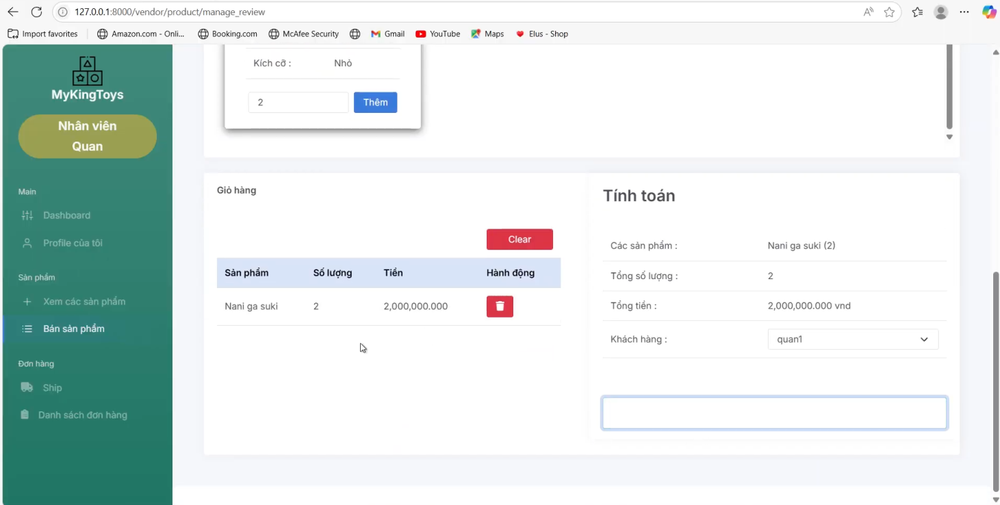 127.0.0.1:8000/vendor/product/manage_review
Import favorites
Amazon.com - Onli...
Booking.com
McAfee Security
Gmail
YouTube
Maps
Elus - Shop
MyKingToys
Nhân viên
Quan
Main
Dashboard
Profile của tôi
Sản phẩm
Xem các sản phẩm
Bán sản phẩm
Đơn hàng
Ship
Danh sách đơn hàng
Kích cỡ : Nhỏ
2 Thêm
Giỏ hàng
Clear
Sản phẩm Số lượng Tiền Hành động
Nani ga suki 2 2,000,000.000
Tính toán
Các sản phẩm : Nani ga suki (2)
Tổng số lượng : 2
Tổng tiền : 2,000,000.000 vnd
Khách hàng : quan1